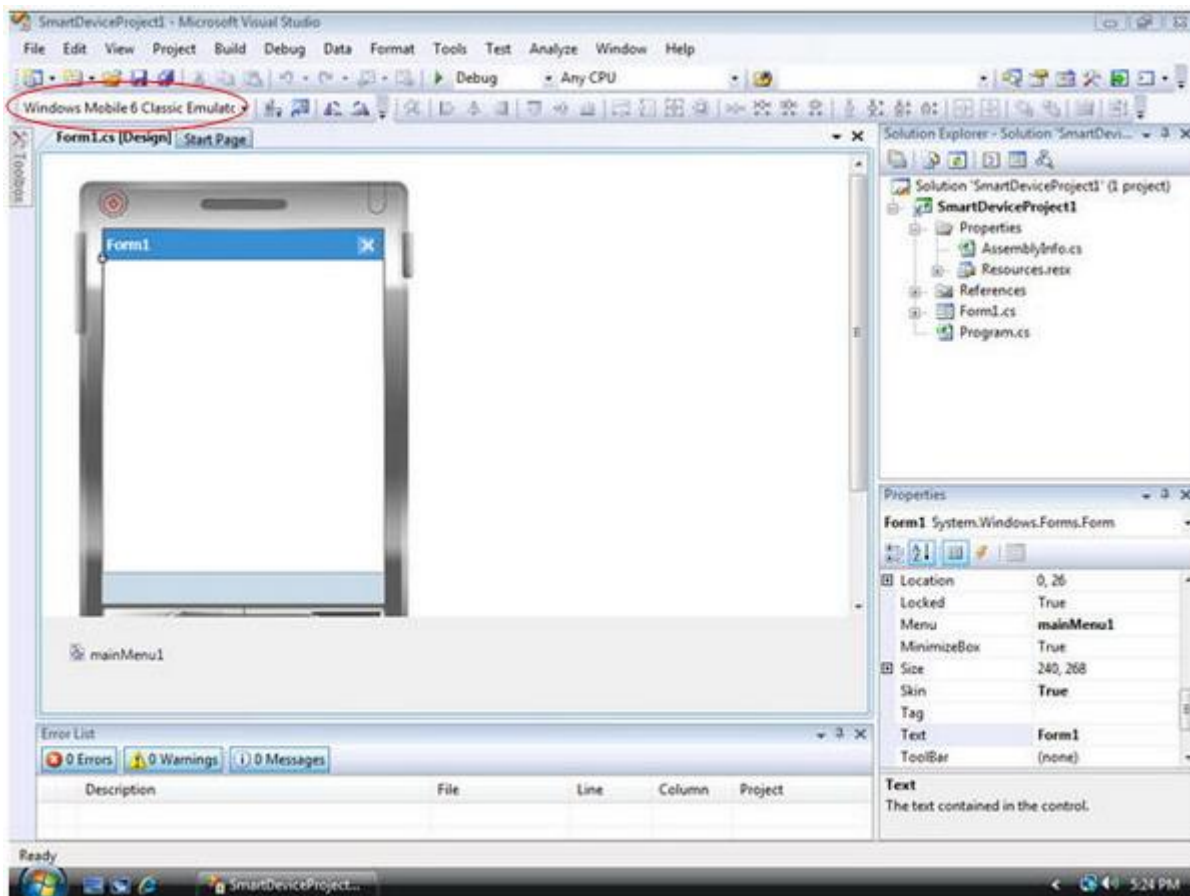 SmartDeviceProject1 - Microsoft Visual Studio
File Edit View Project Build Debug Data Format Tools Test Analyze Window Help
Debug Any CPU
Windows Mobile 6 Classic Emulatc
Toolbox
Form1.cs [Design] Start Page
Form1
mainMenu1
Solution Explorer - Solution 'SmartDevi...
Solution 'SmartDeviceProject1' (1 project)
SmartDeviceProject1
Properties
AssemblyInfo.cs
Resources.resx
References
Form1.cs
Program.cs
Properties
Form1 System.Windows.Forms.Form
Location 0, 26
Locked True
Menu mainMenu1
MinimizeBox True
Size 240, 268
Skin True
Tag
Text Form1
ToolBar (none)
Text
The text contained in the control.
Error List
0 Errors 0 Warnings 0 Messages
Description File Line Column Project
Ready
SmartDeviceProject... 5:24 PM